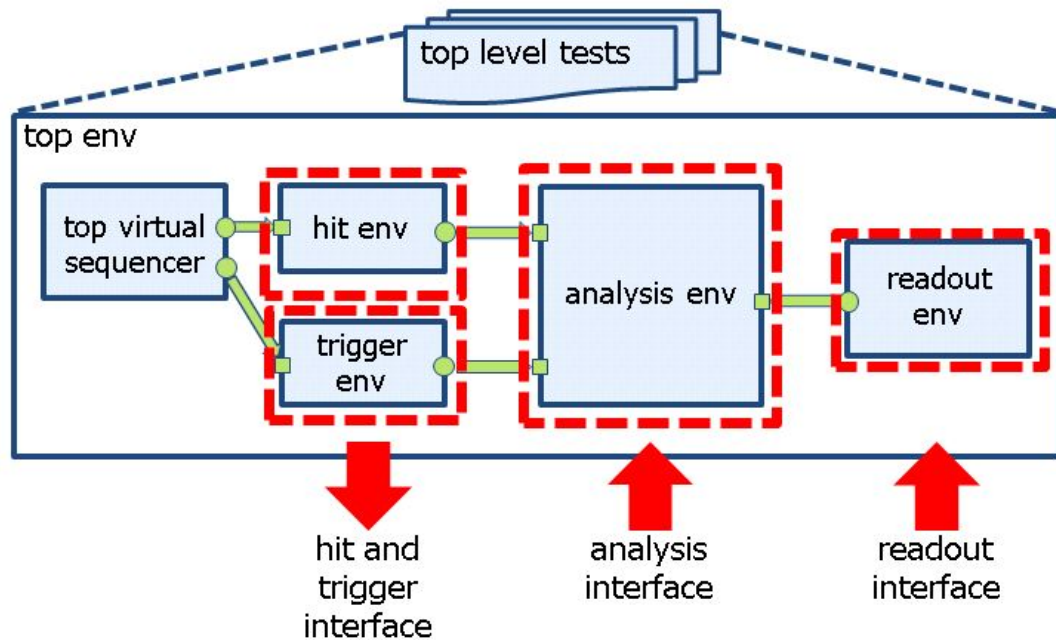 top level tests
top env
top virtual
sequencer
hit env
trigger
env
analysis env
readout
env
hit and
trigger
interface
analysis
interface
readout
interface